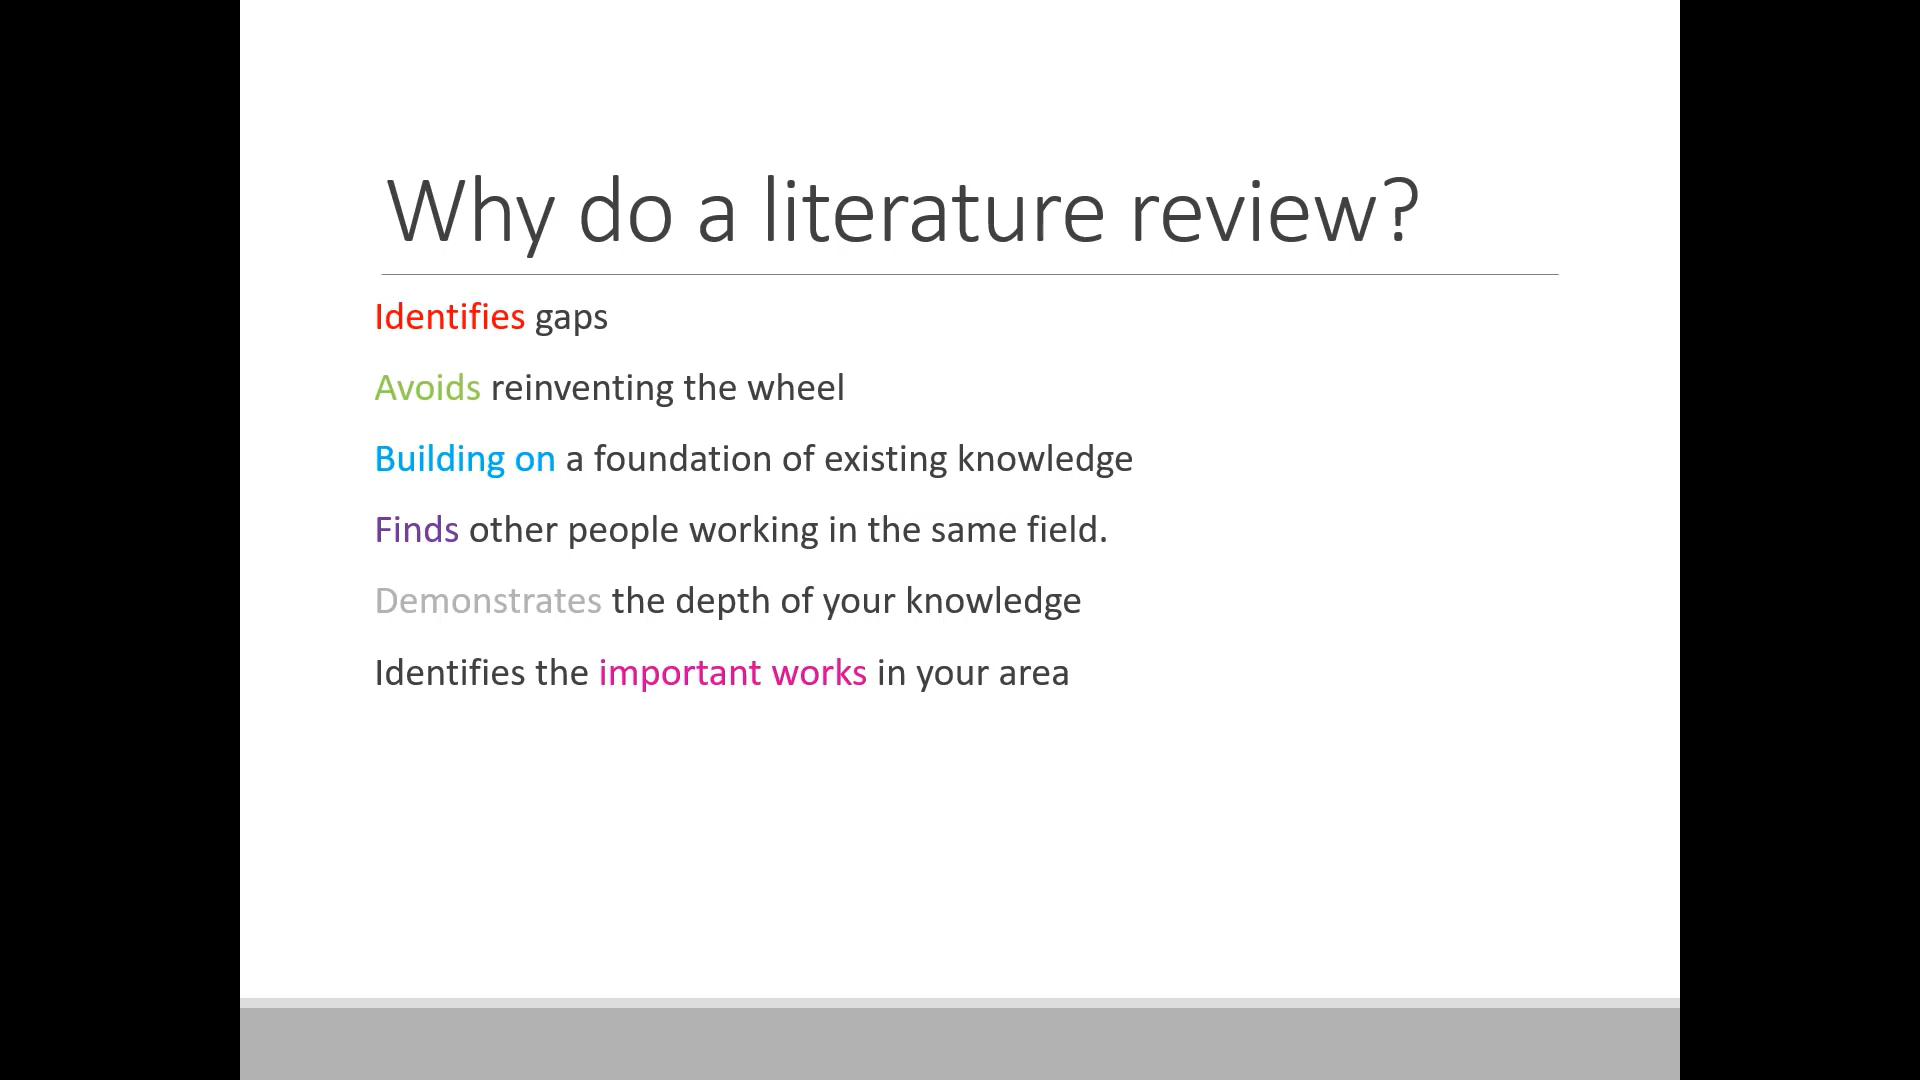 Why do a literature review?
Identifies gaps
Avoids reinventing the wheel
Building on a foundation of existing knowledge
Finds other people working in the same field.
Demonstrates the depth of your knowledge
Identifies the important works in your area